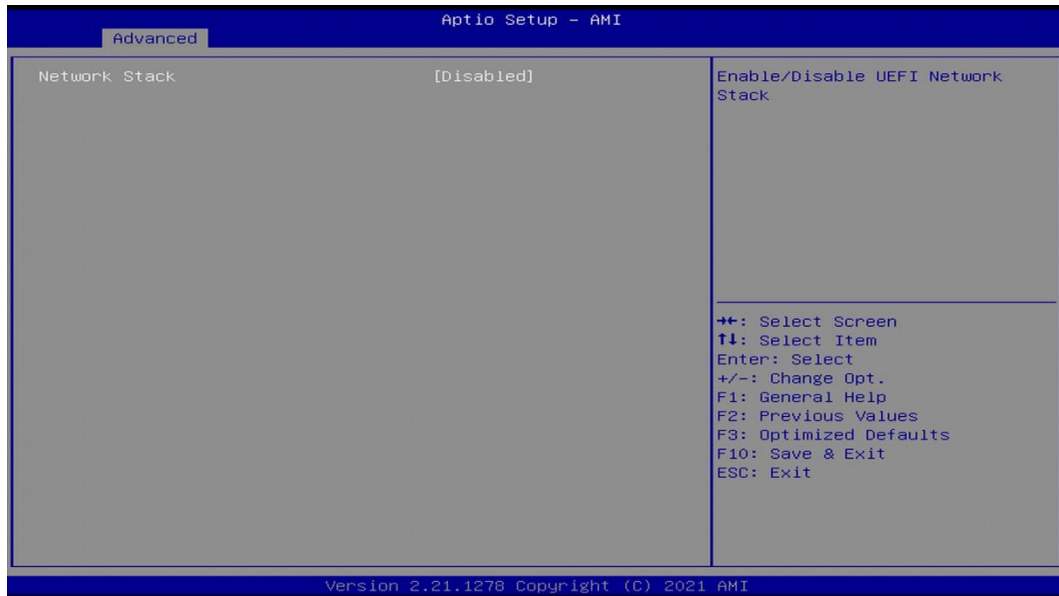 Aptio Setup – AMI
Advanced
Network Stack [Disabled]
Enable/Disable UEFI Network
Stack
→←: Select Screen
↑↓: Select Item
Enter: Select
+/-: Change Opt.
F1: General Help
F2: Previous Values
F3: Optimized Defaults
F10: Save & Exit
ESC: Exit
Version 2.21.1278 Copyright (C) 2021 AMI